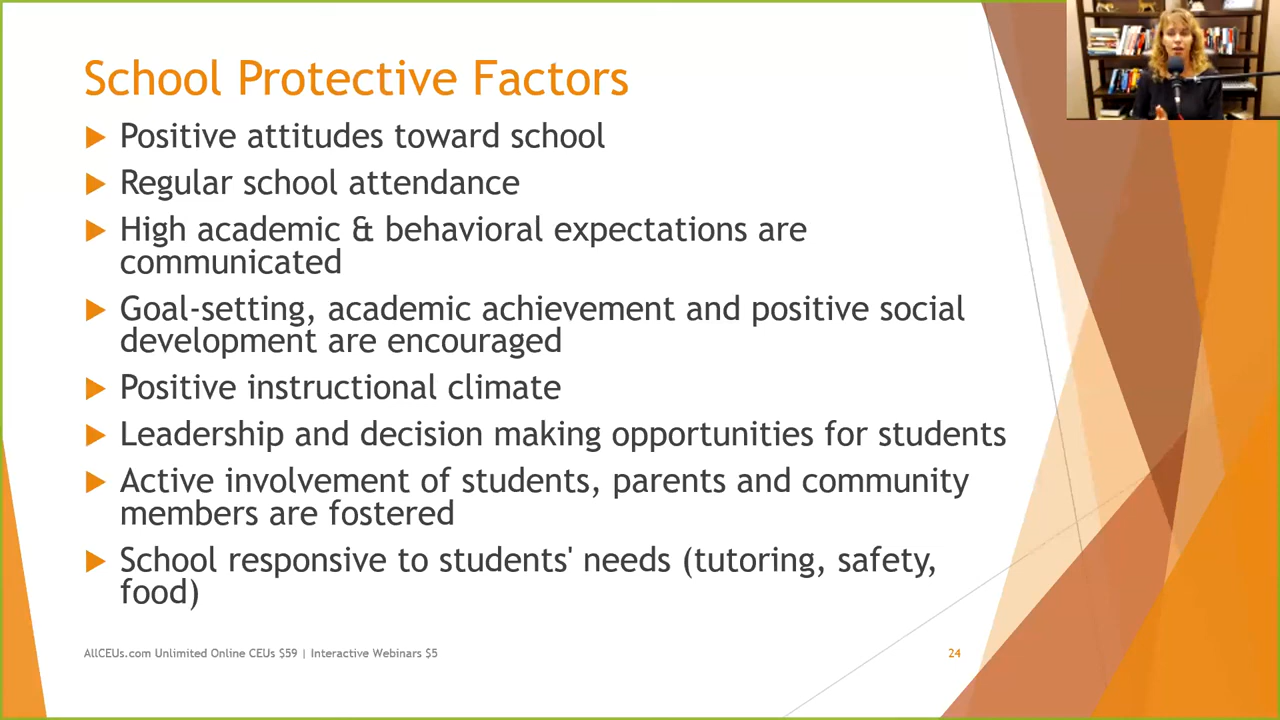 School Protective Factors
Positive attitudes toward school
Regular school attendance
High academic & behavioral expectations are
communicated
Goal-setting, academic achievement and positive social
development are encouraged
Positive instructional climate
Leadership and decision making opportunities for students
Active involvement of students, parents and community
members are fostered
School responsive to students' needs (tutoring, safety,
food)
AllCEUs.com Unlimited Online CEUs $59 | Interactive Webinars $5
24